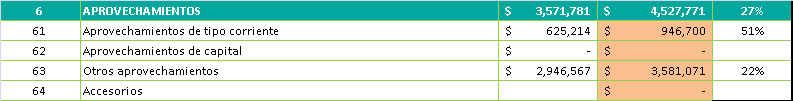 6 APROVECHAMIENTOS $ 3,571,781 $ 4,527,771 27%
61 Aprovechamientos de tipo corriente $ 625,214 $ 946,700 51%
62 Aprovechamientos de capital $ - $ -
63 Otros aprovechamientos $ 2,946,567 $ 3,581,071 22%
64 Accesorios $ -